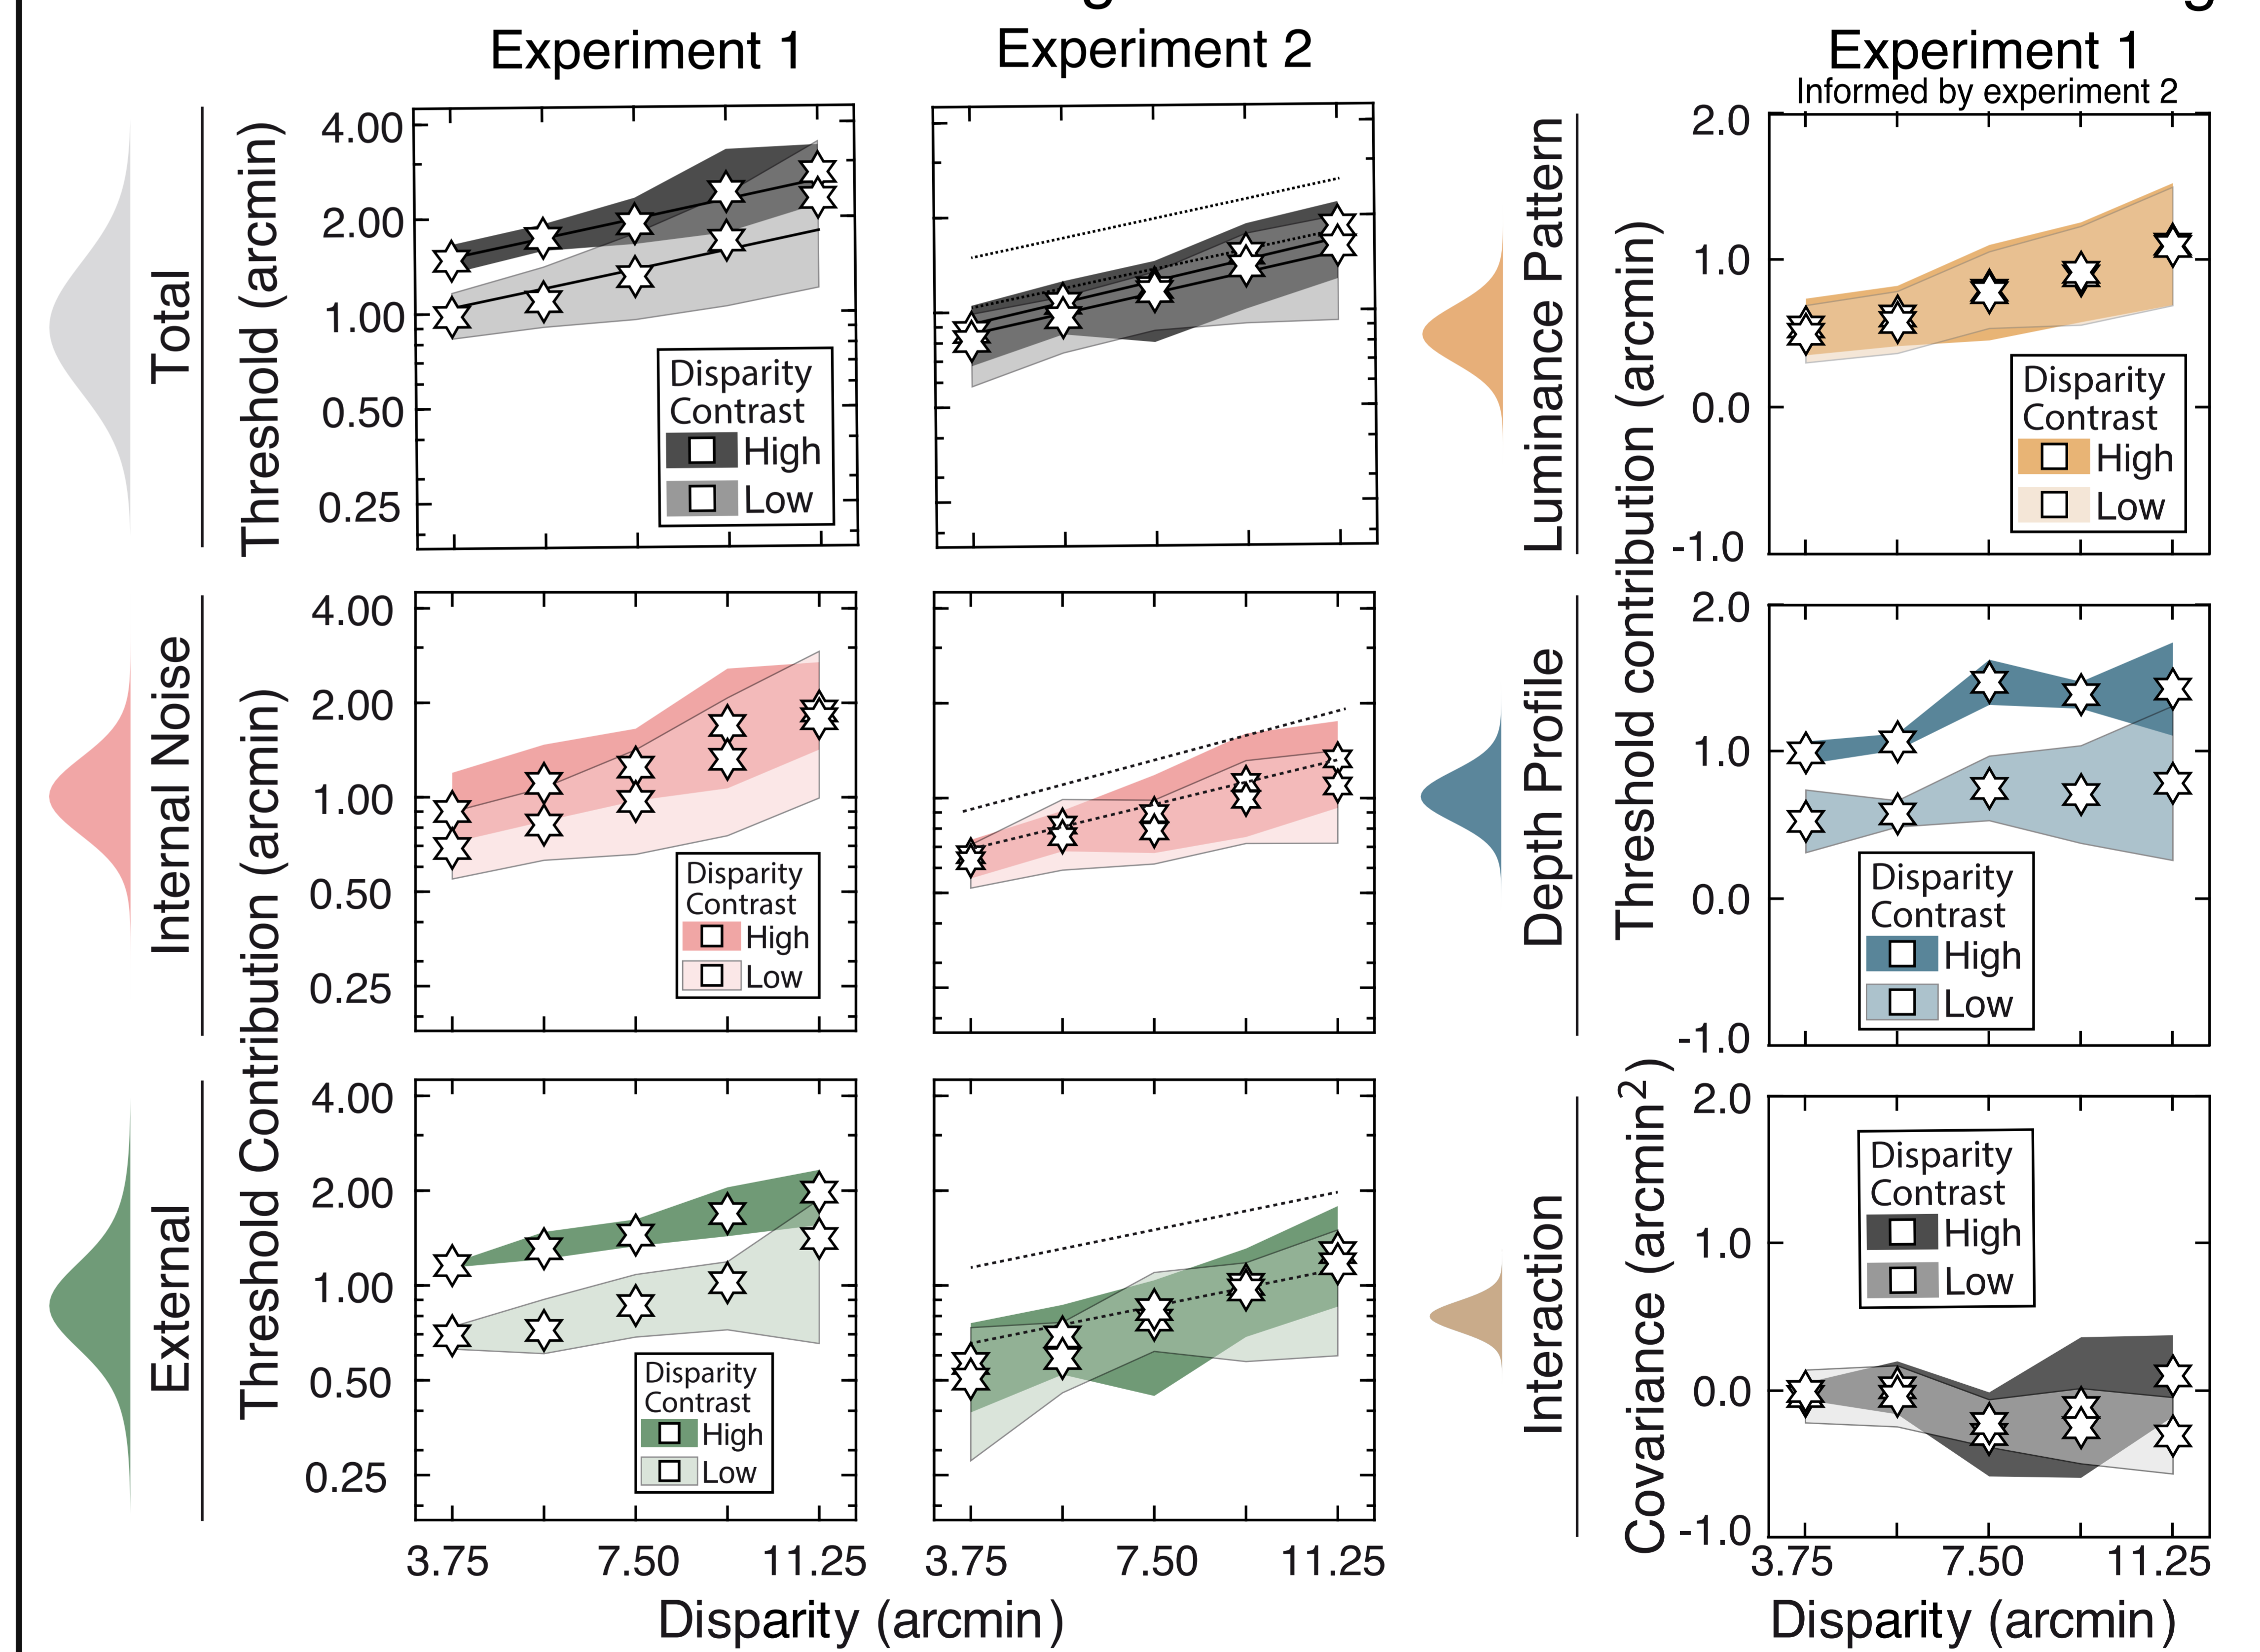 Experiment 1
Experiment 2
Experiment 1
Informed by experiment 2
Total
Threshold (arcmin)
4.00
2.00
1.00
0.50
0.25
Disparity
Contrast
High
Low
Luminance Pattern
Threshold contribution (arcmin)
2.0
1.0
0.0
-1.0
Disparity
Contrast
High
Low
Internal Noise
Threshold Contribution (arcmin)
4.00
2.00
1.00
0.50
0.25
Disparity
Contrast
High
Low
Depth Profile
2.0
1.0
0.0
-1.0
Disparity
Contrast
High
Low
External
4.00
2.00
1.00
0.50
0.25
Disparity
Contrast
High
Low
Interaction
Covariance (arcmin²)
2.0
1.0
0.0
-1.0
Disparity
Contrast
High
Low
3.75 7.50 11.25
3.75 7.50 11.25
3.75 7.50 11.25
Disparity (arcmin)
Disparity (arcmin)